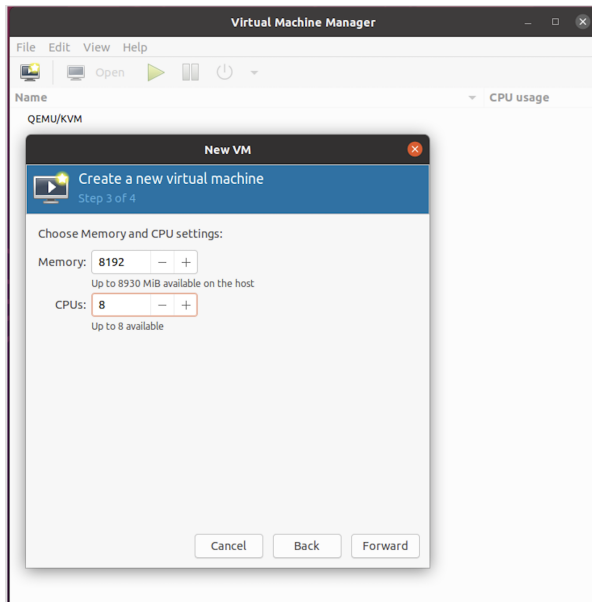 Virtual Machine Manager
File Edit View Help
Open
Name CPU usage
QEMU/KVM
New VM
Create a new virtual machine
Step 3 of 4
Choose Memory and CPU settings:
Memory: 8192 − +
Up to 8930 MiB available on the host
CPUs: 8 − +
Up to 8 available
Cancel Back Forward